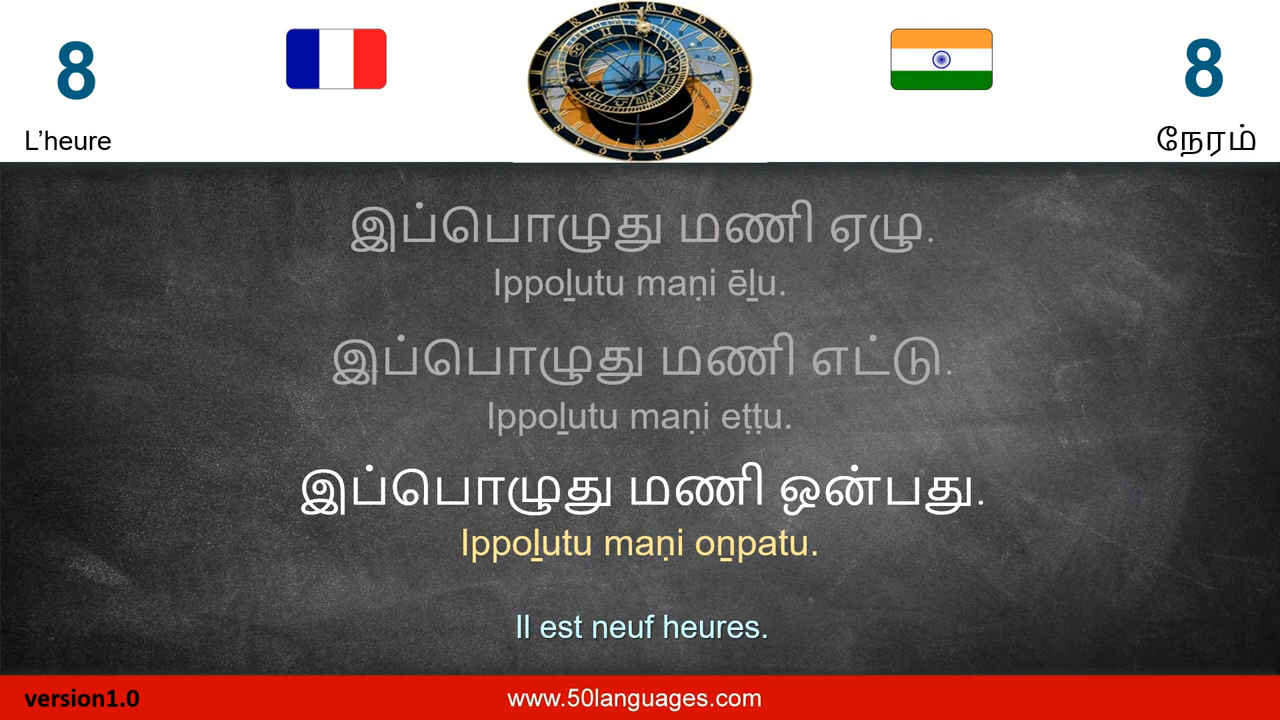 8
8
L’heure
நேரம்
இப்பொழுது மணி ஏழு.
Ippoḻutu maṇi ēḻu.
இப்பொழுது மணி எட்டு.
Ippoḻutu maṇi eṭṭu.
இப்பொழுது மணி ஒன்பது.
Ippoḻutu maṇi oṉpatu.
Il est neuf heures.
version1.0
www.50languages.com